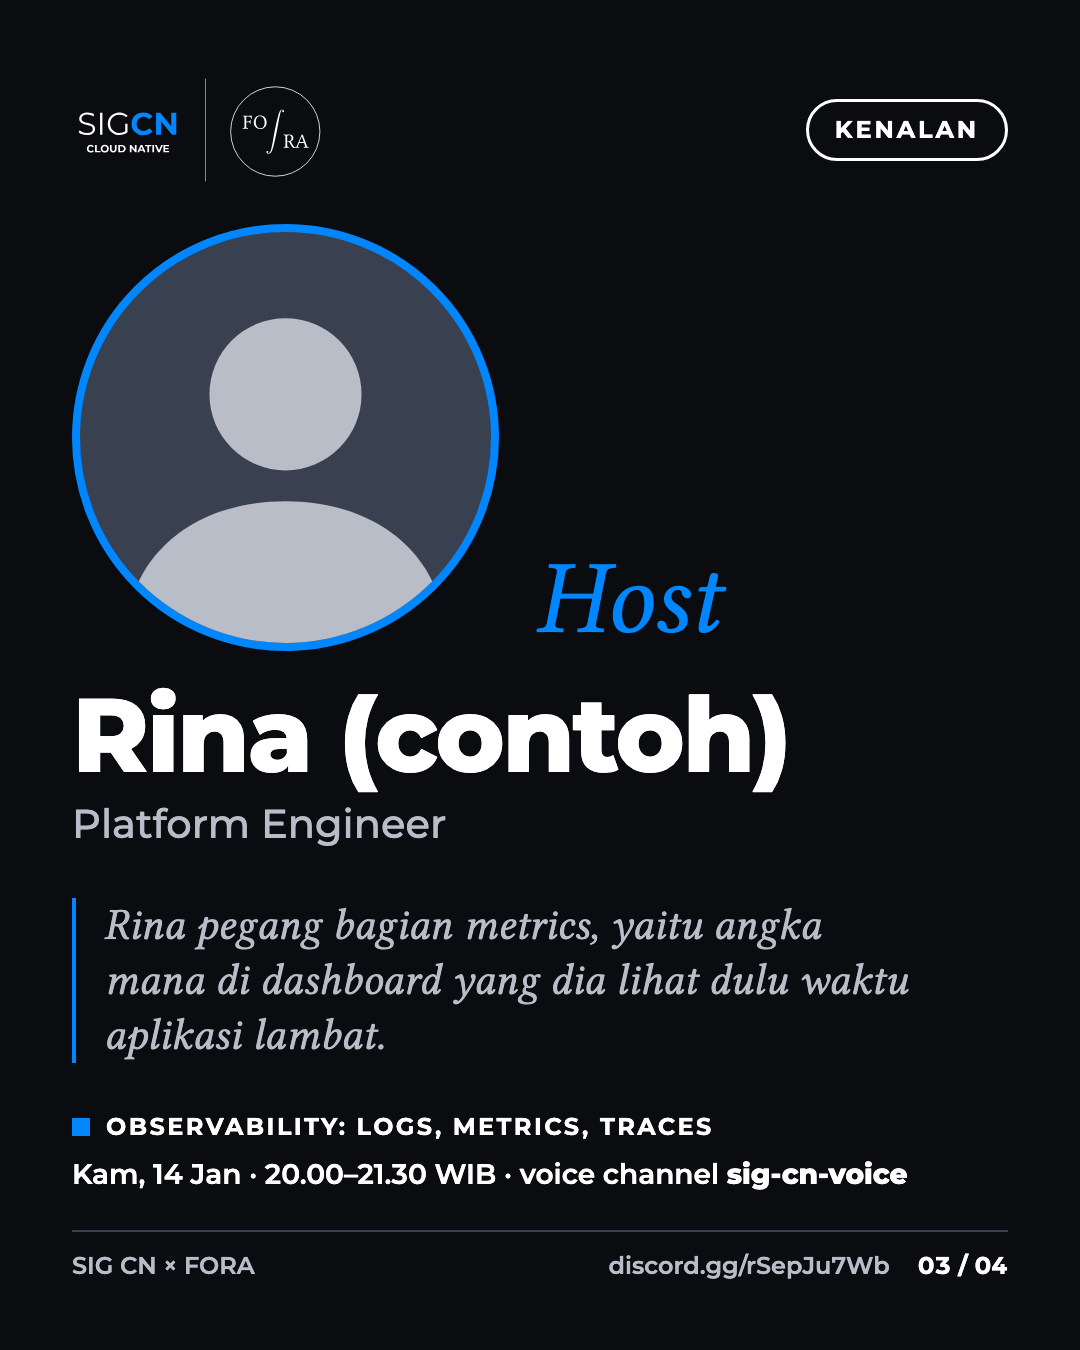 SIGCN
CLOUD NATIVE
FO
RA
KENALAN
Host
Rina (contoh)
Platform Engineer
Rina pegang bagian metrics, yaitu angka
mana di dashboard yang dia lihat dulu waktu
aplikasi lambat.
OBSERVABILITY: LOGS, METRICS, TRACES
Kam, 14 Jan · 20.00–21.30 WIB · voice channel sig-cn-voice
SIG CN × FORA
discord.gg/rSepJu7Wb
03 / 04